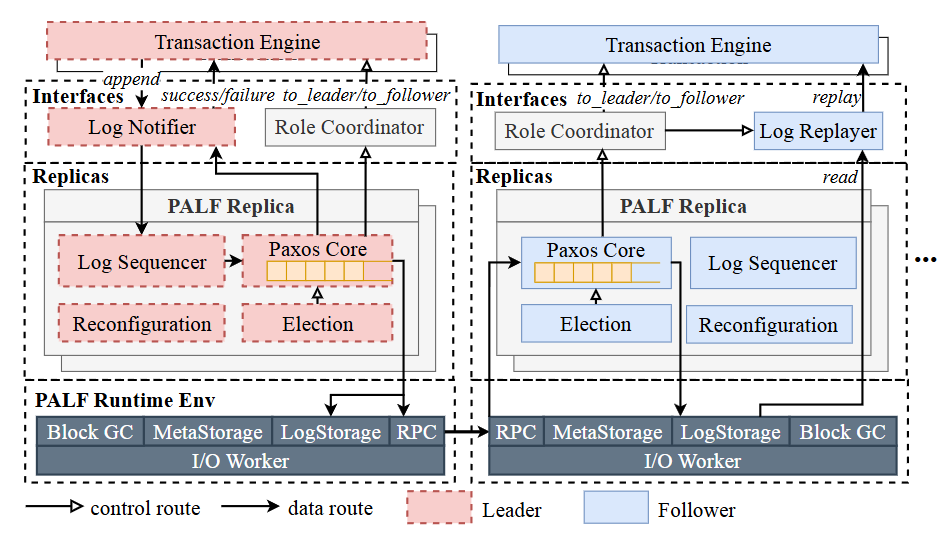 Transaction Engine
append
success/failure
to_leader/to_follower
Interfaces
Log Notifier
Role Coordinator
Replicas
PALF Replica
Log Sequencer
Paxos Core
Reconfiguration
Election
PALF Runtime Env
Block GC
MetaStorage
LogStorage
RPC
I/O Worker
Transaction Engine
Interfaces
to_leader/to_follower
replay
Role Coordinator
Log Replayer
Replicas
read
PALF Replica
Paxos Core
Log Sequencer
Election
Reconfiguration
RPC
MetaStorage
LogStorage
Block GC
I/O Worker
...
control route
data route
Leader
Follower